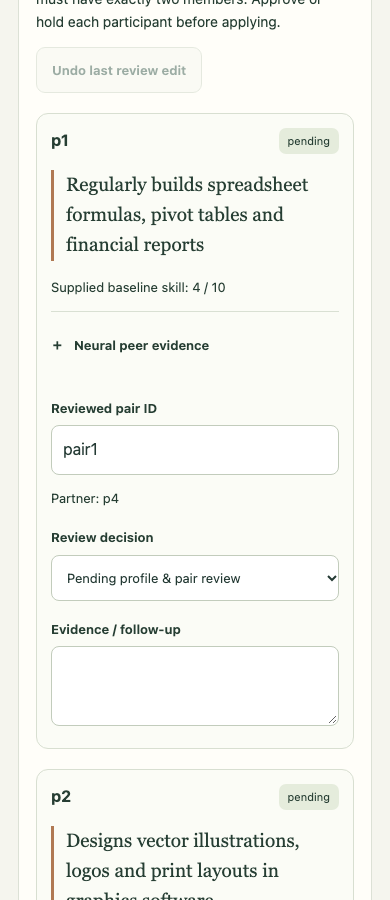 must have exactly two members. Approve or
hold each participant before applying.
Undo last review edit
p1
pending
Regularly builds spreadsheet
formulas, pivot tables and
financial reports
Supplied baseline skill: 4 / 10
+ Neural peer evidence
Reviewed pair ID
pair1
Partner: p4
Review decision
Pending profile & pair review
Evidence / follow-up
p2
pending
Designs vector illustrations,
logos and print layouts in
graphics software